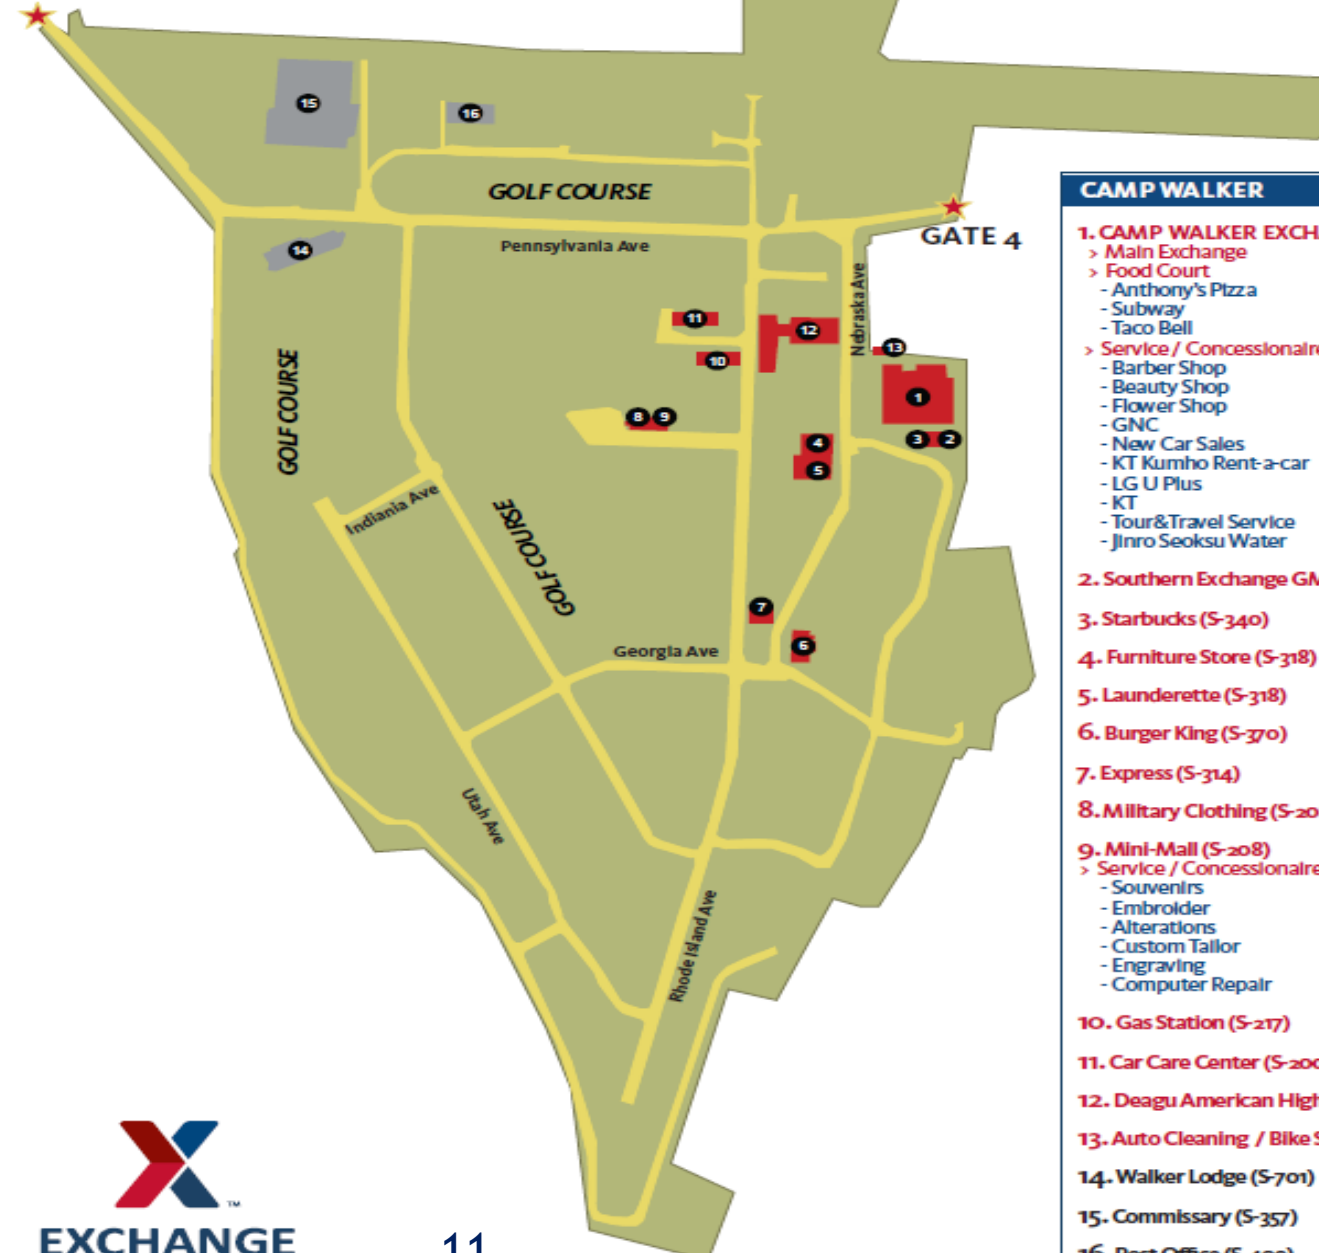 15
16
GOLF COURSE
Pennsylvania Ave
GATE 4
14
Nebraska Ave
11
12
13
10
1
GOLF COURSE
8
9
4
3
2
5
Indiania Ave
GOLF COURSE
7
6
Georgia Ave
Utah Ave
Rhode Island Ave
CAMP WALKER
1. CAMP WALKER
> Main Exchange
> Food Court
- Anthony's Pizza
- Subway
- Taco Bell
> Service / Concessionaire
- Barber Shop
- Beauty Shop
- Flower Shop
- GNC
- New Car Sales
- KT Kumho Rent-a-car
- LG U Plus
- KT
- Tour&Travel Service
- Jinro Seoksu Water
2. Southern Exchange
3. Starbucks (S-340)
4. Furniture Store (S-318)
5. Launderette (S-318)
6. Burger King (S-370)
7. Express (S-314)
8. Military Clothing
9. Mini-Mall (S-208)
> Service / Concessionaire
- Souvenirs
- Embroider
- Alterations
- Custom Tailor
- Engraving
- Computer Repair
10. Gas Station (S-217)
11. Car Care Center
12. Deagu American High
13. Auto Cleaning / Bike
14. Walker Lodge (S-701)
15. Commissary (S-357)
16. Post Office
EXCHANGE
TM
11